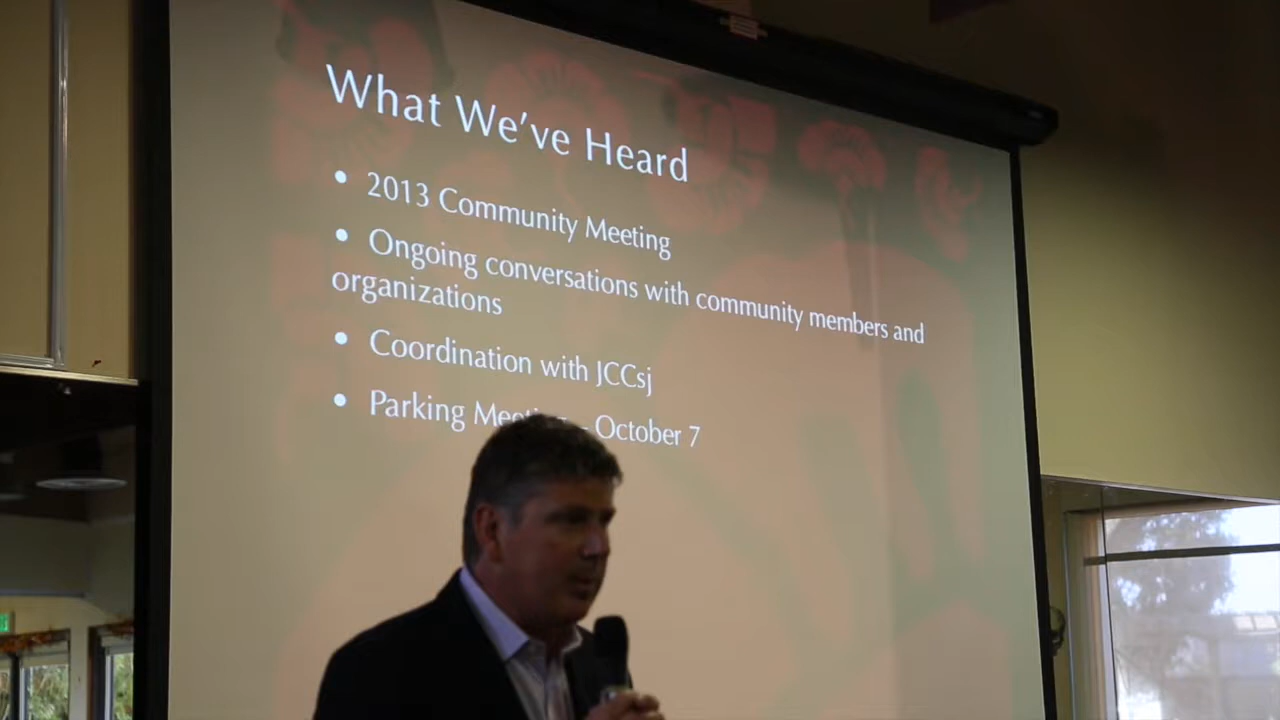 What We've Heard
• 2013 Community Meeting
• Ongoing conversations with community members and
organizations
• Coordination with JCCsj
• Parking Meeting - October 7